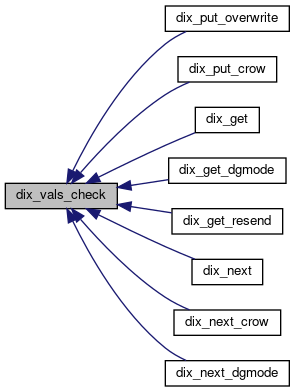 dix_put_overwrite
dix_put_crow
dix_get
dix_get_dgmode
dix_vals_check
dix_get_resend
dix_next
dix_next_crow
dix_next_dgmode